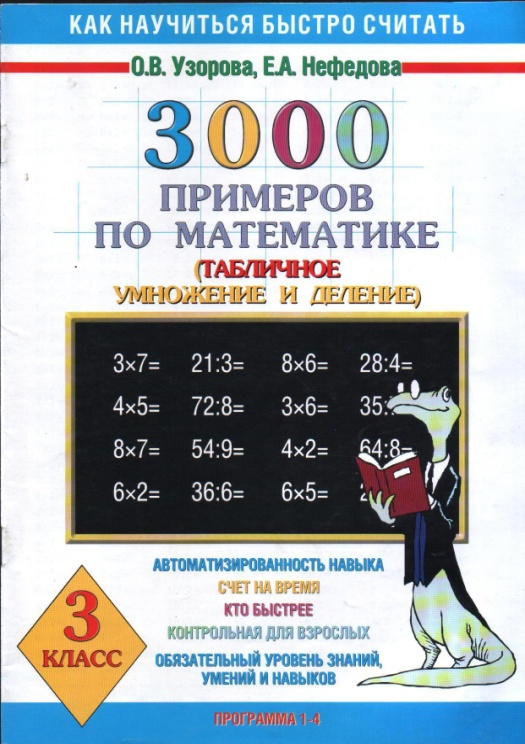 КАК НАУЧИТЬСЯ БЫСТРО СЧИТАТЬ
О.В. Узорова, Е.А. Нефедова
3000
ПРИМЕРОВ
ПО МАТЕМАТИКЕ
(ТАБЛИЧНОЕ
УМНОЖЕНИЕ И ДЕЛЕНИЕ)
3×7= 21:3= 8×6= 28:4=
4×5= 72:8= 3×6= 35:
8×7= 54:9= 4×2= 64:8=
6×2= 36:6= 6×5=
АВТОМАТИЗИРОВАННОСТЬ НАВЫКА
СЧЕТ НА ВРЕМЯ
КТО БЫСТРЕЕ
КОНТРОЛЬНАЯ ДЛЯ ВЗРОСЛЫХ
ОБЯЗАТЕЛЬНЫЙ УРОВЕНЬ ЗНАНИЙ,
УМЕНИЙ И НАВЫКОВ
3
КЛАСС
ПРОГРАММА 1-4